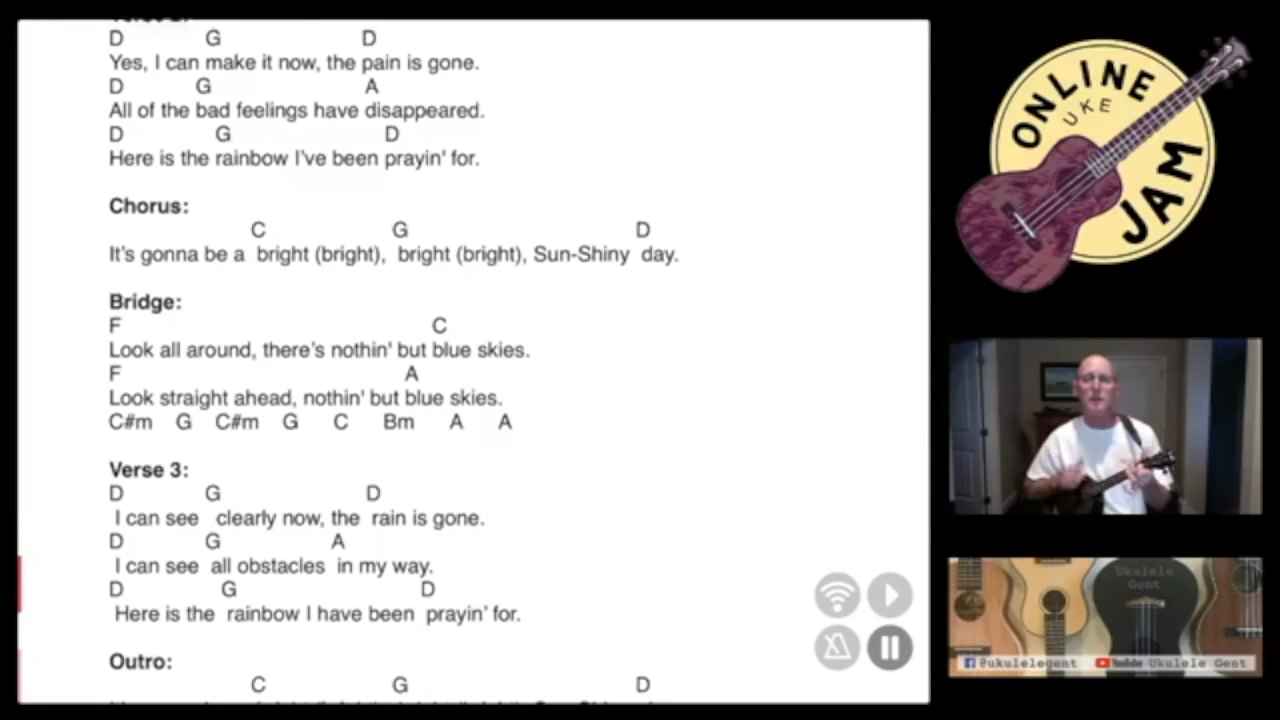 D G D
Yes, I can make it now, the pain is gone.
D G A
All of the bad feelings have disappeared.
D G D
Here is the rainbow I've been prayin' for.
Chorus:
C G D
It's gonna be a bright (bright), bright (bright), Sun-Shiny day.
Bridge:
F C
Look all around, there's nothin' but blue skies.
F A
Look straight ahead, nothin' but blue skies.
C#m G C#m G C Bm A A
Verse 3:
D G D
I can see clearly now, the rain is gone.
D G A
I can see all obstacles in my way.
D G D
Here is the rainbow I have been prayin' for.
Outro:
C G D
ONLINE
UKE
JAM
Ukulele
Gent
@ukulelegent YouTube Ukulele Gent